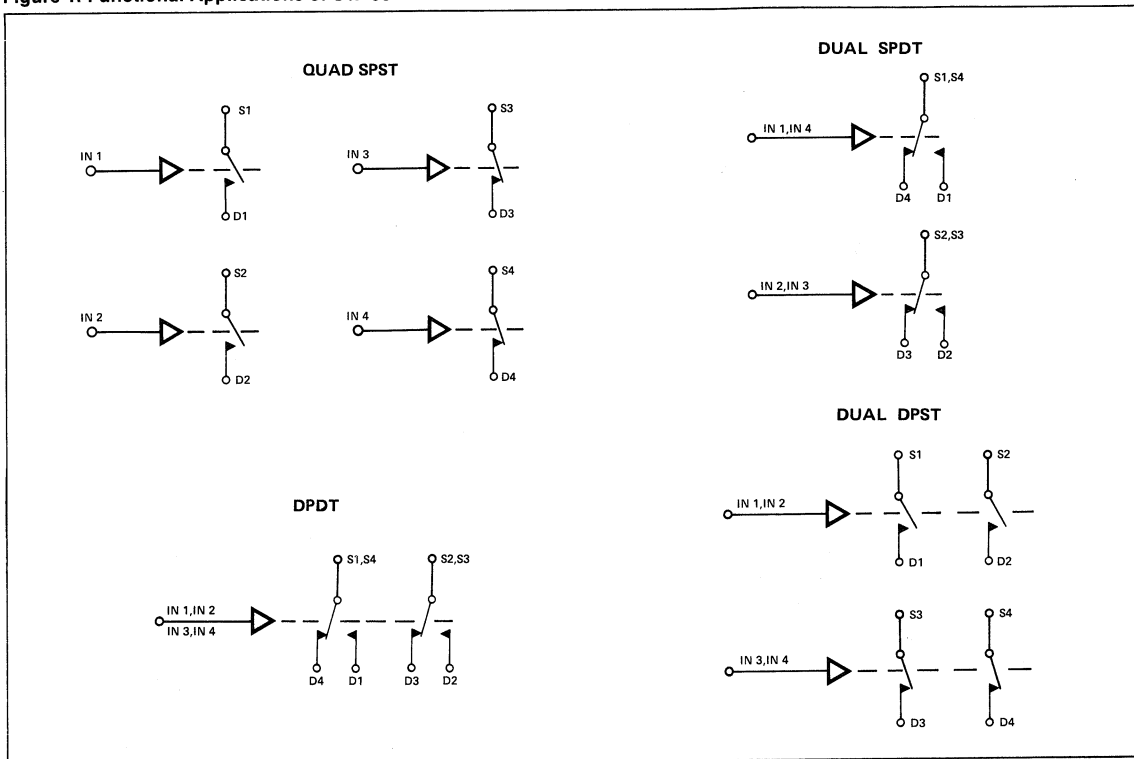 QUAD SPST
S1
IN 1
D1
S3
IN 3
D3
S2
IN 2
D2
S4
IN 4
D4
DUAL SPDT
S1,S4
IN 1,IN 4
D4 D1
S2,S3
IN 2,IN 3
D3 D2
DPDT
S1,S4 S2,S3
IN 1,IN 2
IN 3,IN 4
D4 D1 D3 D2
DUAL DPST
S1 S2
IN 1,IN 2
D1 D2
S3 S4
IN 3,IN 4
D3 D4